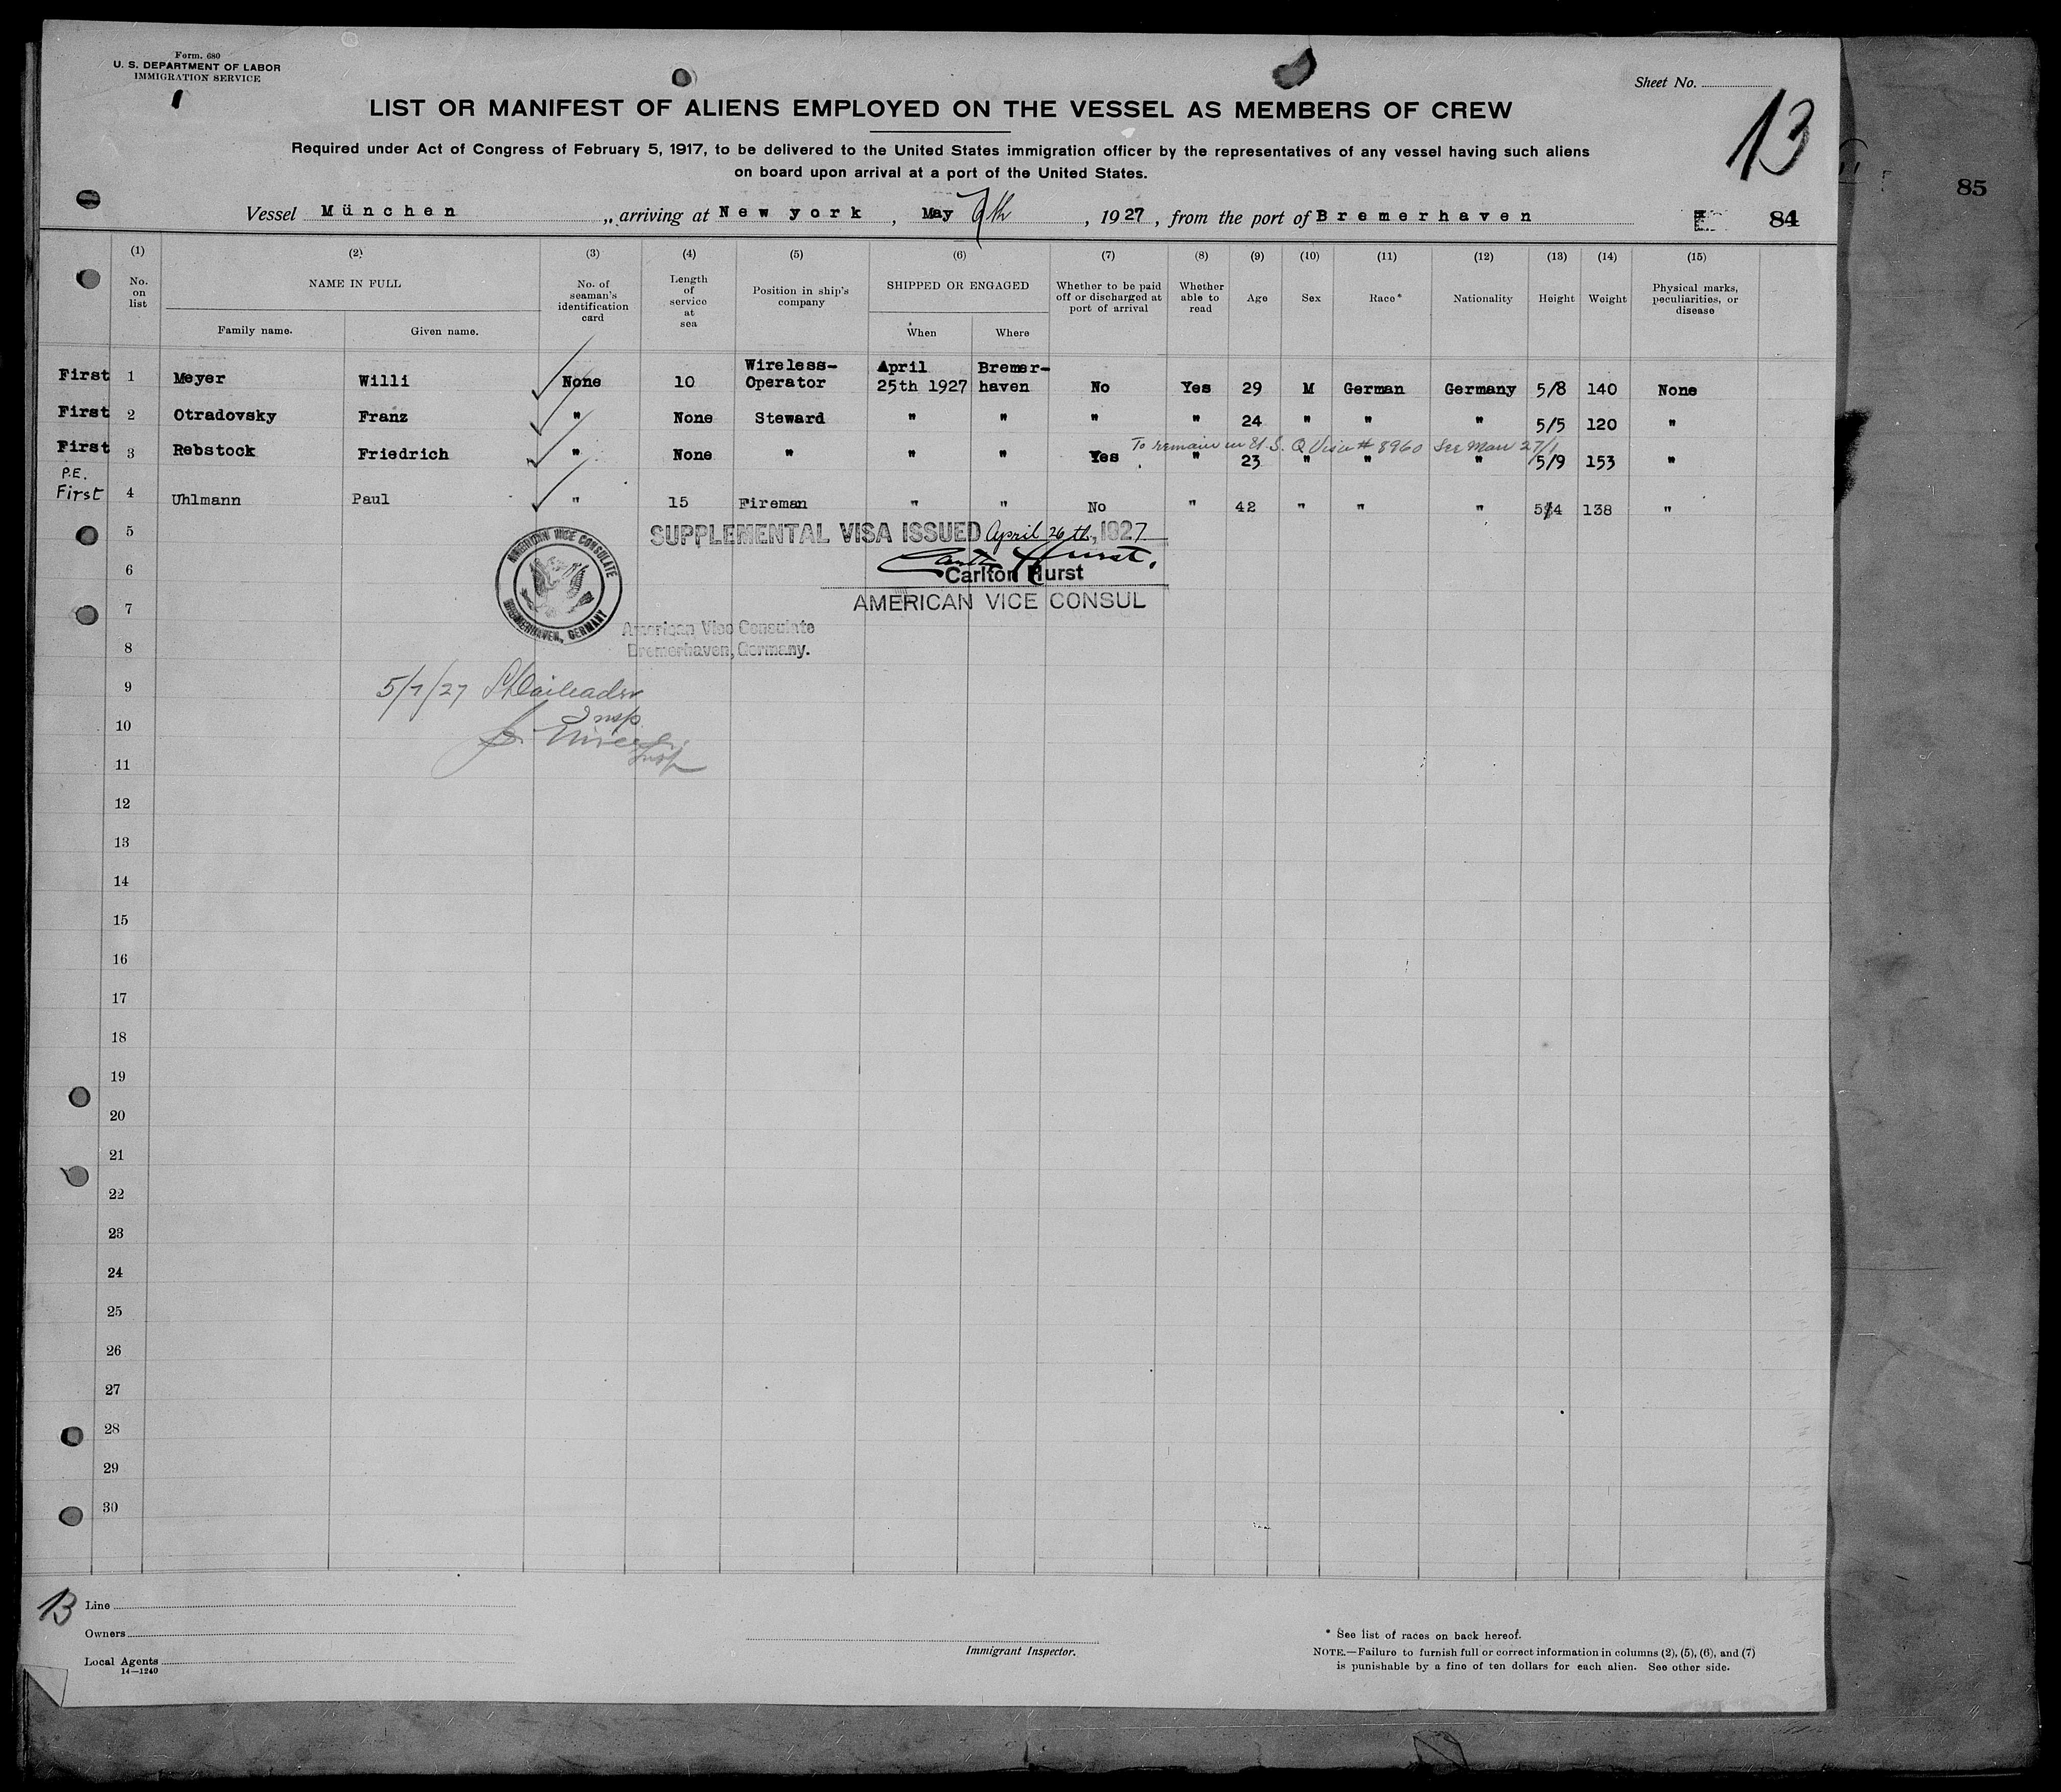 Form. 680
U. S. DEPARTMENT OF LABOR
IMMIGRATION SERVICE
Sheet No.
13
LIST OR MANIFEST OF ALIENS EMPLOYED ON THE VESSEL AS MEMBERS OF CREW
Required under Act of Congress of February 5, 1917, to be delivered to the United States immigration officer by the representatives of any vessel having such aliens
on board upon arrival at a port of the United States.
85
Vessel München, arriving at New york, May 7th, 1927, from the port of Bremerhaven
84
(1) (2) (3) (4) (5) (6) (7) (8) (9) (10) (11) (12) (13) (14) (15)
No. on list NAME IN FULL No. of seaman's identification card Length of service at sea Position in ship's company SHIPPED OR ENGAGED Whether to be paid off or discharged at port of arrival Whether able to read Age Sex Race* Nationality Height Weight Physical marks, peculiarities, or disease
Family name. Given name. When Where
First 1 Meyer Willi None 10 Wireless-Operator April 25th 1927 Bremer-haven No Yes 29 M German Germany 5/8 140 None
First 2 Otradovsky Franz " None Steward " " " " 24 " " " 5/5 120 "
To remain in U.S. Q Visa # 8960 See Man 27/1
First 3 Rebstock Friedrich " None " " " Yes " 23 " " " 5/9 153 "
P.E.
First 4 Uhlmann Paul " 15 Fireman " " No " 42 " " " 5/4 138 "
5
SUPPLEMENTAL VISA ISSUED April 26th, 1927
AMERICAN VICE CONSULATE
BREMERHAVEN, GERMANY
6
Carlton Hurst
7
AMERICAN VICE CONSUL
American Vice Consulate
8
Bremerhaven, Germany.
9
5/7/27
10
Insp.
Insp
11
12
13
14
15
16
17
18
19
20
21
22
23
24
25
26
27
28
29
30
13
Line
Owners
Local Agents
14—1240
Immigrant Inspector.
* See list of races on back hereof.
NOTE.—Failure to furnish full or correct information in columns (2), (5), (6), and (7)
is punishable by a fine of ten dollars for each alien. See other side.